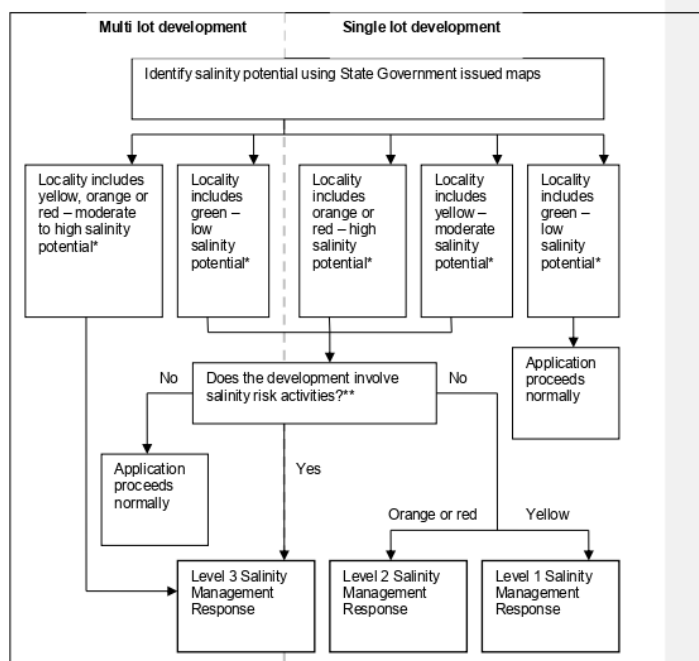 Multi lot development
Single lot development
Identify salinity potential using State Government issued maps
Locality
includes
yellow, orange or
red – moderate
to high salinity
potential*
Locality
includes
green –
low
salinity
potential*
Locality
includes
orange or
red – high
salinity
potential*
Locality
includes
yellow –
moderate
salinity
potential*
Locality
includes
green –
low
salinity
potential*
Application
proceeds
normally
No
Does the development involve
salinity risk activities?**
No
Application
proceeds
normally
Yes
Orange or red
Yellow
Level 3 Salinity
Management
Response
Level 2 Salinity
Management
Response
Level 1 Salinity
Management
Response